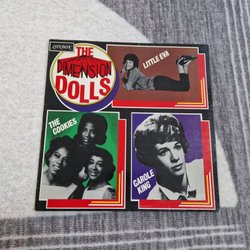 London
THE
DIMENSION
DOLLS
LITTLE EVA
THE
COOKIES
CAROLE
KING